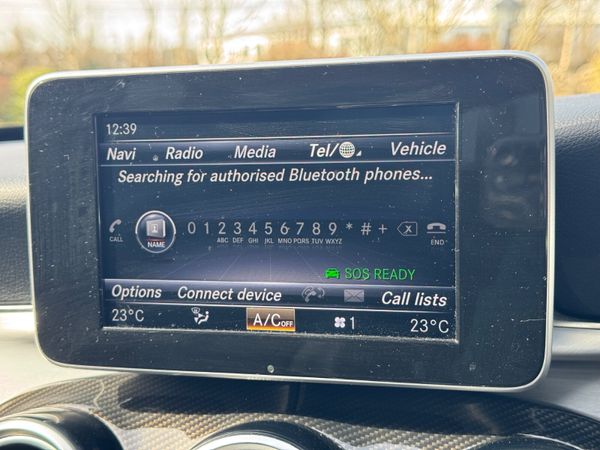 12:39
Navi Radio Media Tel/ Vehicle
Searching for authorised Bluetooth phones...
0 1 2 3 4 5 6 7 8 9 * # +
CALL NAME ABC DEF GHI JKL MNO PQRS TUV WXYZ END
SOS READY
Options Connect device Call lists
23°C A/C OFF 1 23°C